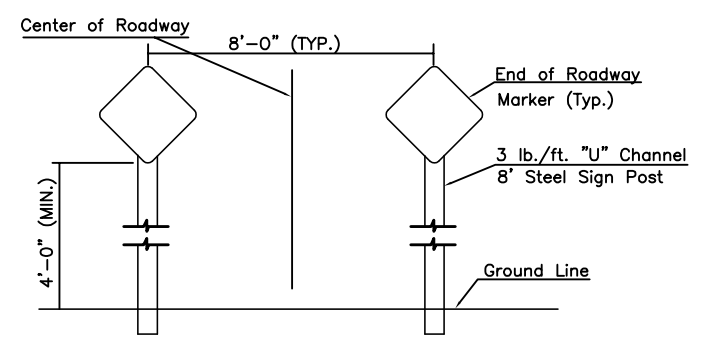 Center of Roadway
8'-0" (TYP.)
End of Roadway
Marker (Typ.)
3 lb./ft. "U" Channel
8' Steel Sign Post
4'-0" (MIN.)
Ground Line